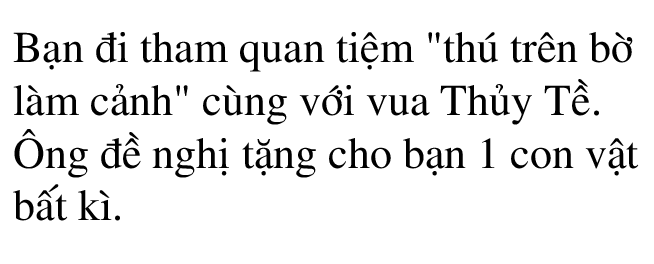 Bạn đi tham quan tiệm "thú trên bờ
làm cảnh" cùng với vua Thủy Tề.
Ông đề nghị tặng cho bạn 1 con vật
bất kì.